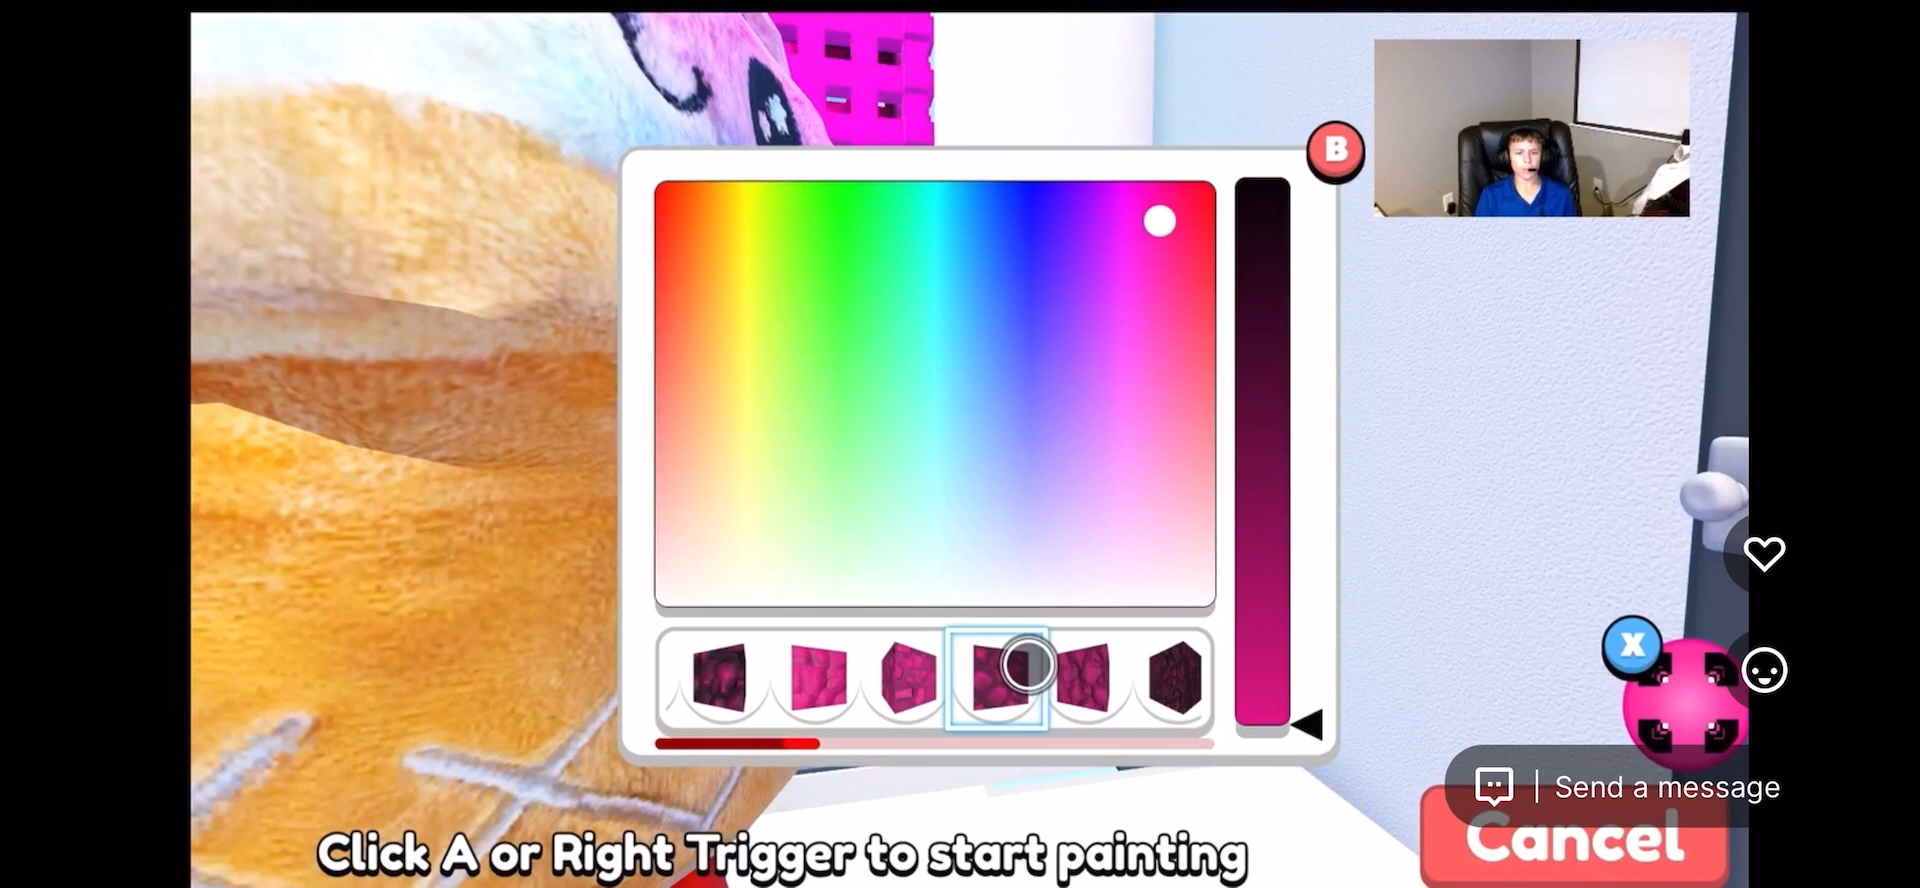 B
X
| Send a message
Cancel
Click A or Right Trigger to start painting